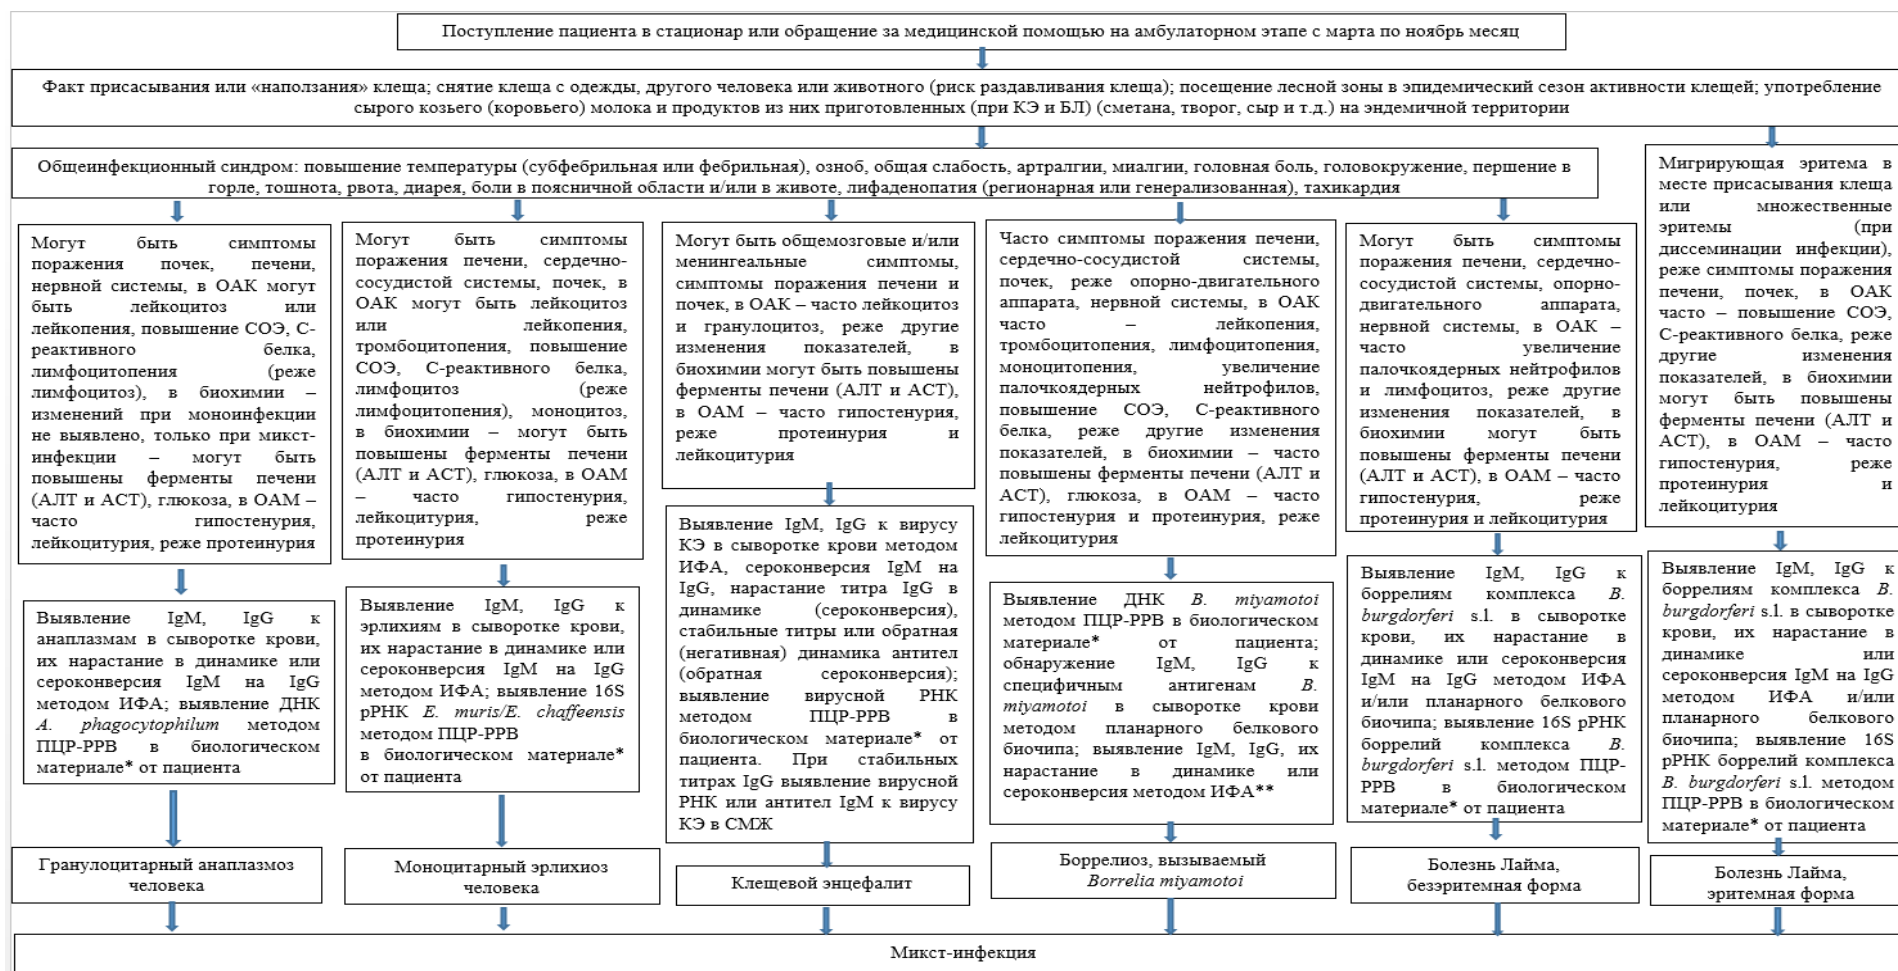 Поступление пациента в стационар или обращение за медицинской помощью на амбулаторном этапе с марта по ноябрь месяц
Факт присасывания или «наползания» клеща; снятие клеща с одежды, другого человека или животного (риск раздавливания клеща); посещение лесной зоны в эпидемический сезон активности клещей; употребление
сырого козьего (коровьего) молока и продуктов из них приготовленных (при КЭ и БЛ) (сметана, творог, сыр и т.д.) на эндемичной территории
Общеинфекционный синдром: повышение температуры (субфебрильная или фебрильная), озноб, общая слабость, артралгии, миалгии, головная боль, головокружение, першение в
горле, тошнота, рвота, диарея, боли в поясничной области и/или в животе, лифаденопатия (регионарная или генерализованная), тахикардия
Могут быть симптомы
поражения почек, печени,
нервной системы, в ОАК могут
быть лейкоцитоз или
лейкопения, повышение СОЭ, С-
реактивного белка,
лимфоцитопения (реже
лимфоцитоз), в биохимии –
изменений при моноинфекции
не выявлено, только при микст-
инфекции – могут быть
повышены ферменты печени
(АЛТ и АСТ), глюкоза, в ОАМ –
часто гипостенурия,
лейкоцитурия, реже протеинурия
Могут быть симптомы
поражения печени, сердечно-
сосудистой системы, почек, в
ОАК могут быть лейкоцитоз
или лейкопения,
тромбоцитопения, повышение
СОЭ, С-реактивного белка,
лимфоцитоз (реже
лимфоцитопения), моноцитоз,
в биохимии – могут быть
повышены ферменты печени
(АЛТ и АСТ), глюкоза, в ОАМ
– часто гипостенурия,
лейкоцитурия, реже
протеинурия
Могут быть общемозговые и/или
менингеальные симптомы,
симптомы поражения печени и
почек, в ОАК – часто лейкоцитоз
и гранулоцитоз, реже другие
изменения показателей, в
биохимии могут быть повышены
ферменты печени (АЛТ и АСТ),
в ОАМ – часто гипостенурия,
реже протеинурия и
лейкоцитурия
Часто симптомы поражения печени,
сердечно-сосудистой системы,
почек, реже опорно-двигательного
аппарата, нервной системы, в ОАК
часто – лейкопения,
тромбоцитопения, лимфоцитопения,
моноцитопения, увеличение
палочкоядерных нейтрофилов,
повышение СОЭ, С-реактивного
белка, реже другие изменения
показателей, в биохимии – часто
повышены ферменты печени (АЛТ и
АСТ), глюкоза, в ОАМ – часто
гипостенурия и протеинурия, реже
лейкоцитурия
Могут быть симптомы
поражения печени, сердечно-
сосудистой системы, опорно-
двигательного аппарата,
нервной системы, в ОАК –
часто увеличение
палочкоядерных нейтрофилов
и лимфоцитоз, реже другие
изменения показателей, в
биохимии могут быть
повышены ферменты печени
(АЛТ и АСТ), в ОАМ – часто
гипостенурия, реже
протеинурия и лейкоцитурия
Мигрирующая эритема в
месте присасывания клеща
или множественные
эритемы (при
диссеминации инфекции),
реже симптомы поражения
печени, почек, в ОАК
часто – повышение СОЭ,
С-реактивного белка, реже
другие изменения
показателей, в биохимии
могут быть повышены
ферменты печени (АЛТ и
АСТ), в ОАМ – часто
гипостенурия, реже
протеинурия и
лейкоцитурия
Выявление IgM, IgG к
анаплазмам в сыворотке крови,
их нарастание в динамике или
сероконверсия IgM на IgG
методом ИФА; выявление ДНК
A. phagocytophilum методом
ПЦР-РРВ в биологическом
материале* от пациента
Выявление IgM, IgG к
эрлихиям в сыворотке крови,
их нарастание в динамике или
сероконверсия IgM на IgG
методом ИФА; выявление 16S
рРНК E. muris/E. chaffeensis
методом ПЦР-РРВ
в биологическом материале*
от пациента
Выявление IgM, IgG к вирусу
КЭ в сыворотке крови методом
ИФА, сероконверсия IgM на
IgG, нарастание титра IgG в
динамике (сероконверсия),
стабильные титры или обратная
(негативная) динамика антител
(обратная сероконверсия);
выявление вирусной РНК
методом ПЦР-РРВ в
биологическом материале* от
пациента. При стабильных
титрах IgG выявление вирусной
РНК или антител IgM к вирусу
КЭ в СМЖ
Выявление ДНК B. miyamotoi
методом ПЦР-РРВ в биологическом
материале* от пациента;
обнаружение IgM, IgG к
специфичным антигенам B.
miyamotoi в сыворотке крови
методом планарного белкового
биочипа; выявление IgM, IgG, их
нарастание в динамике или
сероконверсия методом ИФА**
Выявление IgM, IgG к
боррелиям комплекса B.
burgdorferi s.l. в сыворотке
крови, их нарастание в
динамике или сероконверсия
IgM на IgG методом ИФА
и/или планарного белкового
биочипа; выявление 16S рРНК
боррелий комплекса B.
burgdorferi s.l. методом ПЦР-
РРВ в биологическом
материале* от пациента
Выявление IgM, IgG к
боррелиям комплекса B.
burgdorferi s.l. в сыворотке
крови, их нарастание в
динамике или
сероконверсия IgM на IgG
методом ИФА и/или
планарного белкового
биочипа; выявление 16S
рРНК боррелий комплекса
B. burgdorferi s.l. методом
ПЦР-РРВ в биологическом
материале* от пациента
Гранулоцитарный анаплазмоз
человека
Моноцитарный эрлихиоз
человека
Клещевой энцефалит
Боррелиоз, вызываемый
Borrelia miyamotoi
Болезнь Лайма,
безэритемная форма
Болезнь Лайма,
эритемная форма
Микст-инфекция